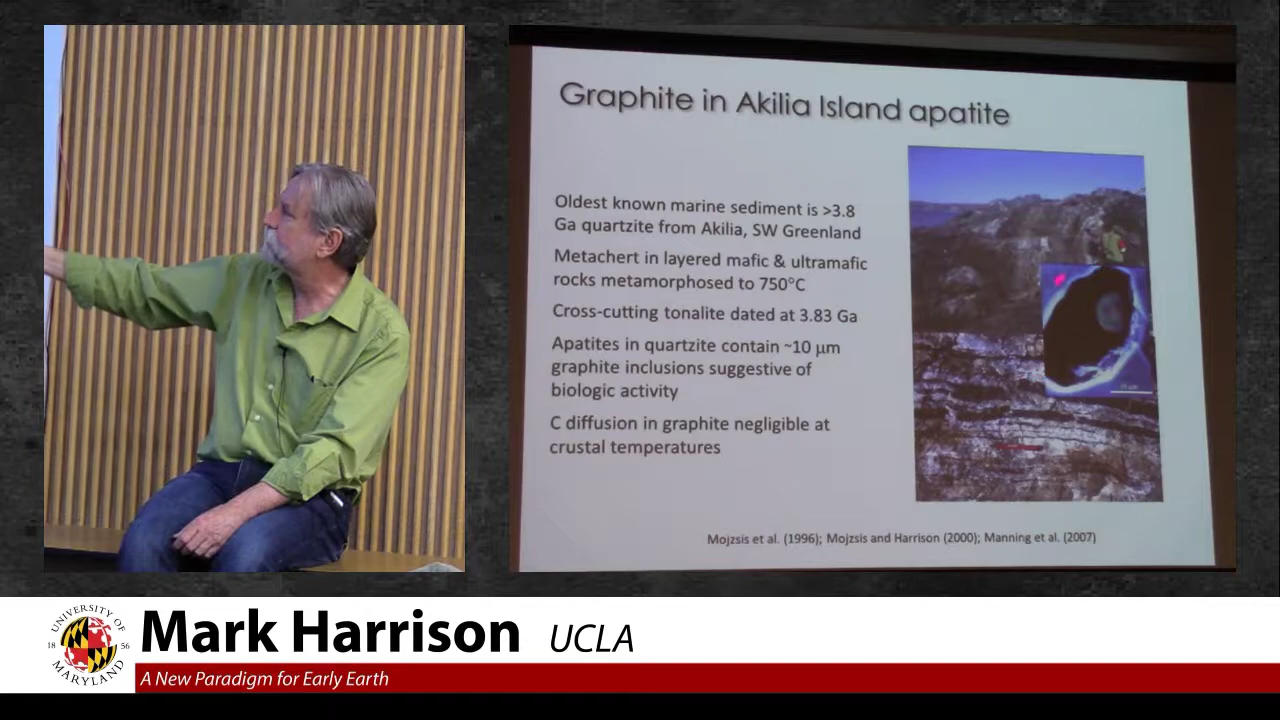 Graphite in Akilia Island apatite
Oldest known marine sediment is >3.8
Ga quartzite from Akilia, SW Greenland
Metachert in layered mafic & ultramafic
rocks metamorphosed to 750°C
Cross-cutting tonalite dated at 3.83 Ga
Apatites in quartzite contain ~10 µm
graphite inclusions suggestive of
biologic activity
C diffusion in graphite negligible at
crustal temperatures
Mojzsis et al. (1996); Mojzsis and Harrison (2000); Manning et al. (2007)
UNIVERSITY OF
18 56
MARYLAND
Mark Harrison UCLA
A New Paradigm for Early Earth